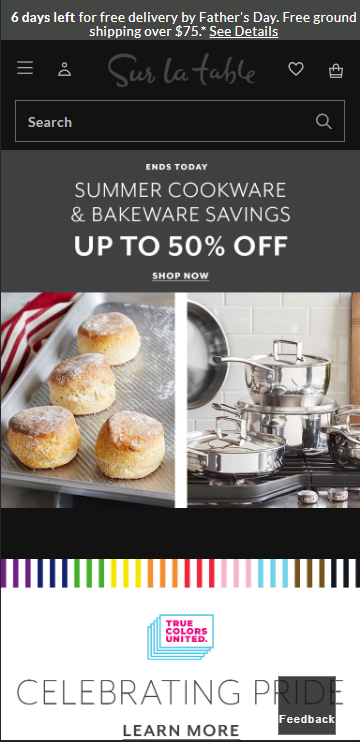 6 days left for free delivery by Father's Day. Free ground
shipping over $75.* See Details
Sur la table
Search
ENDS TODAY
SUMMER COOKWARE
& BAKEWARE SAVINGS
UP TO 50% OFF
SHOP NOW
TRUE
COLORS
UNITED.
CELEBRATING PRIDE
LEARN MORE
Feedback